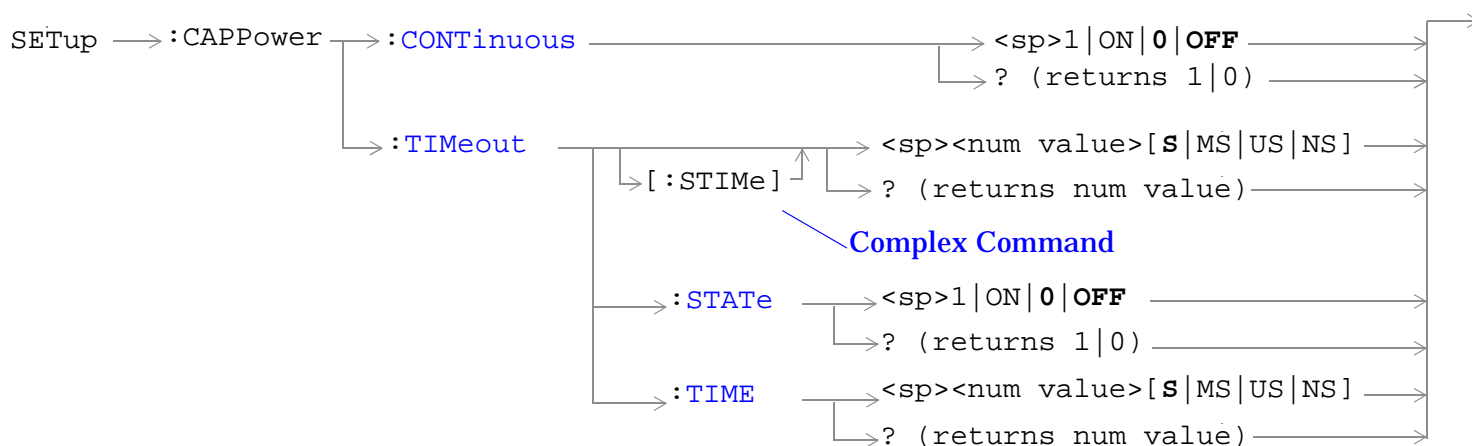 SETup :CAPPower :CONTinuous <sp>1|ON|0|OFF
? (returns 1|0)
:TIMeout <sp><num value>[S|MS|US|NS]
[:STIMe] ? (returns num value)
Complex Command
:STATe <sp>1|ON|0|OFF
? (returns 1|0)
:TIME <sp><num value>[S|MS|US|NS]
? (returns num value)